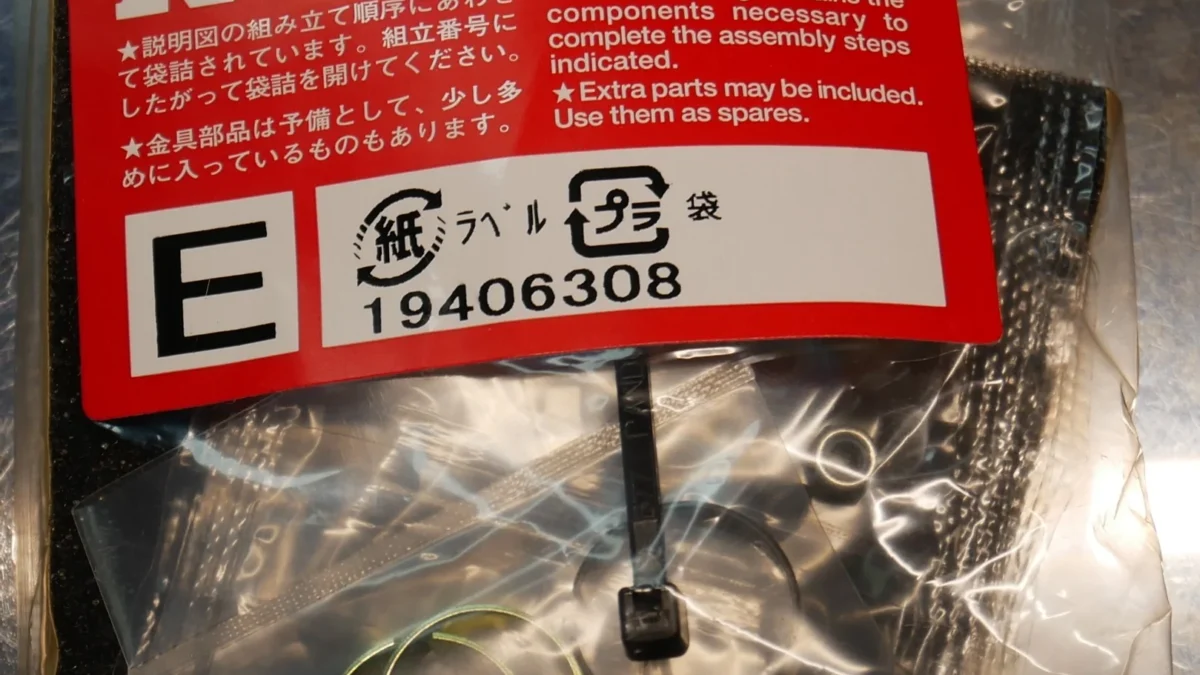 ★説明図の組み立て順序にあわせ
て袋詰されています。組立番号に
したがって袋詰を開けてください。
★金具部品は予備として、少し多
めに入っているものもあります。
components necessary to
complete the assembly steps
indicated.
★Extra parts may be included.
Use them as spares.
E
紙 ラベル プラ 袋
19406308